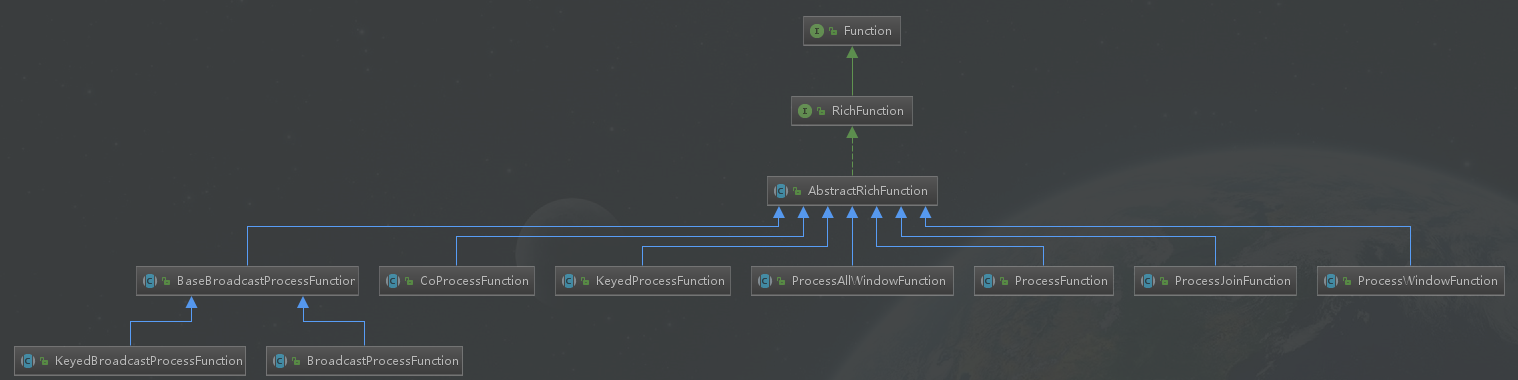 Function
RichFunction
AbstractRichFunction
BaseBroadcastProcessFunction
CoProcessFunction
KeyedProcessFunction
ProcessAllWindowFunction
ProcessFunction
ProcessJoinFunction
ProcessWindowFunction
KeyedBroadcastProcessFunction
BroadcastProcessFunction